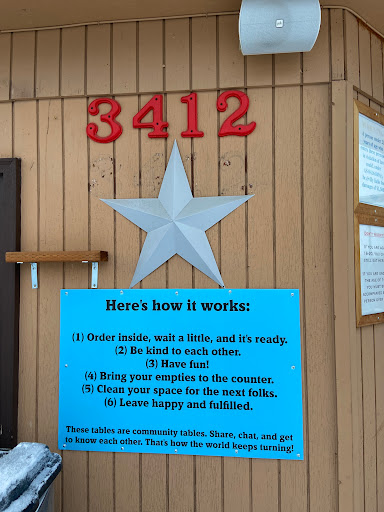 3412
Here's how it works:
(1) Order inside, wait a little, and it's ready.
(2) Be kind to each other.
(3) Have fun!
(4) Bring your empties to the counter.
(5) Clean your space for the next folks.
(6) Leave happy and fulfilled.
These tables are community tables. Share, chat, and get
to know each other. That's how the world keeps turning!